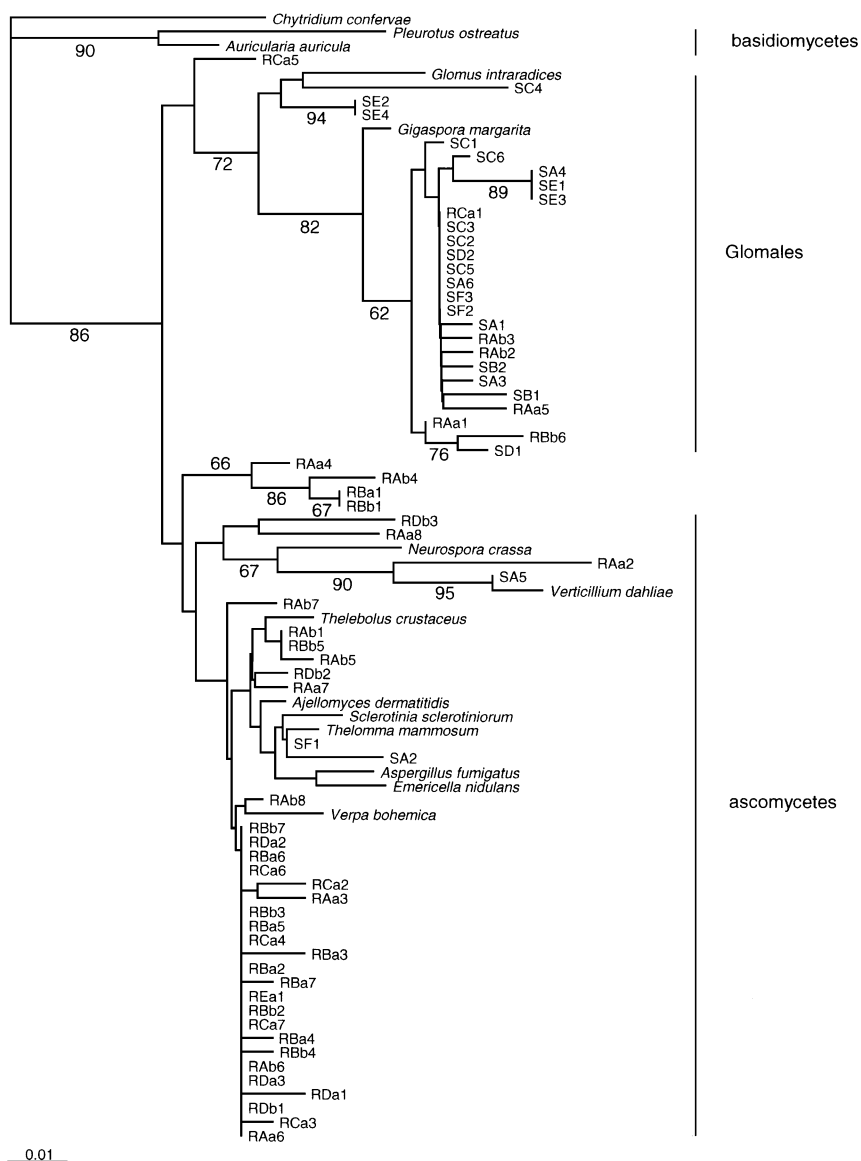 Chytridium confervae
Pleurotus ostreatus
90
basidiomycetes
Auricularia auricula
RCa5
Glomus intraradices
SC4
SE2
94
SE4
Gigaspora margarita
SC1
SC6
72
SA4
89
SE1
SE3
RCa1
82
SC3
SC2
SD2
Glomales
SC5
SA6
SF3
62
SF2
SA1
86
RAb3
RAb2
SB2
SA3
SB1
RAa5
RAa1
RBb6
76
SD1
66
RAa4
RAb4
86
RBa1
67
RBb1
RDb3
RAa8
Neurospora crassa
67
RAa2
90
SA5
95
Verticillium dahliae
RAb7
Thelebolus crustaceus
RAb1
RBb5
RAb5
RDb2
RAa7
Ajellomyces dermatitidis
Sclerotinia sclerotiniorum
Thelomma mammosum
SF1
SA2
Aspergillus fumigatus
Emericella nidulans
RAb8
ascomycetes
Verpa bohemica
RBb7
RDa2
RBa6
RCa6
RCa2
RAa3
RBb3
RBa5
RCa4
RBa3
RBa2
RBa7
REa1
RBb2
RCa7
RBa4
RBb4
RAb6
RDa3
RDa1
RDb1
RCa3
RAa6
0.01